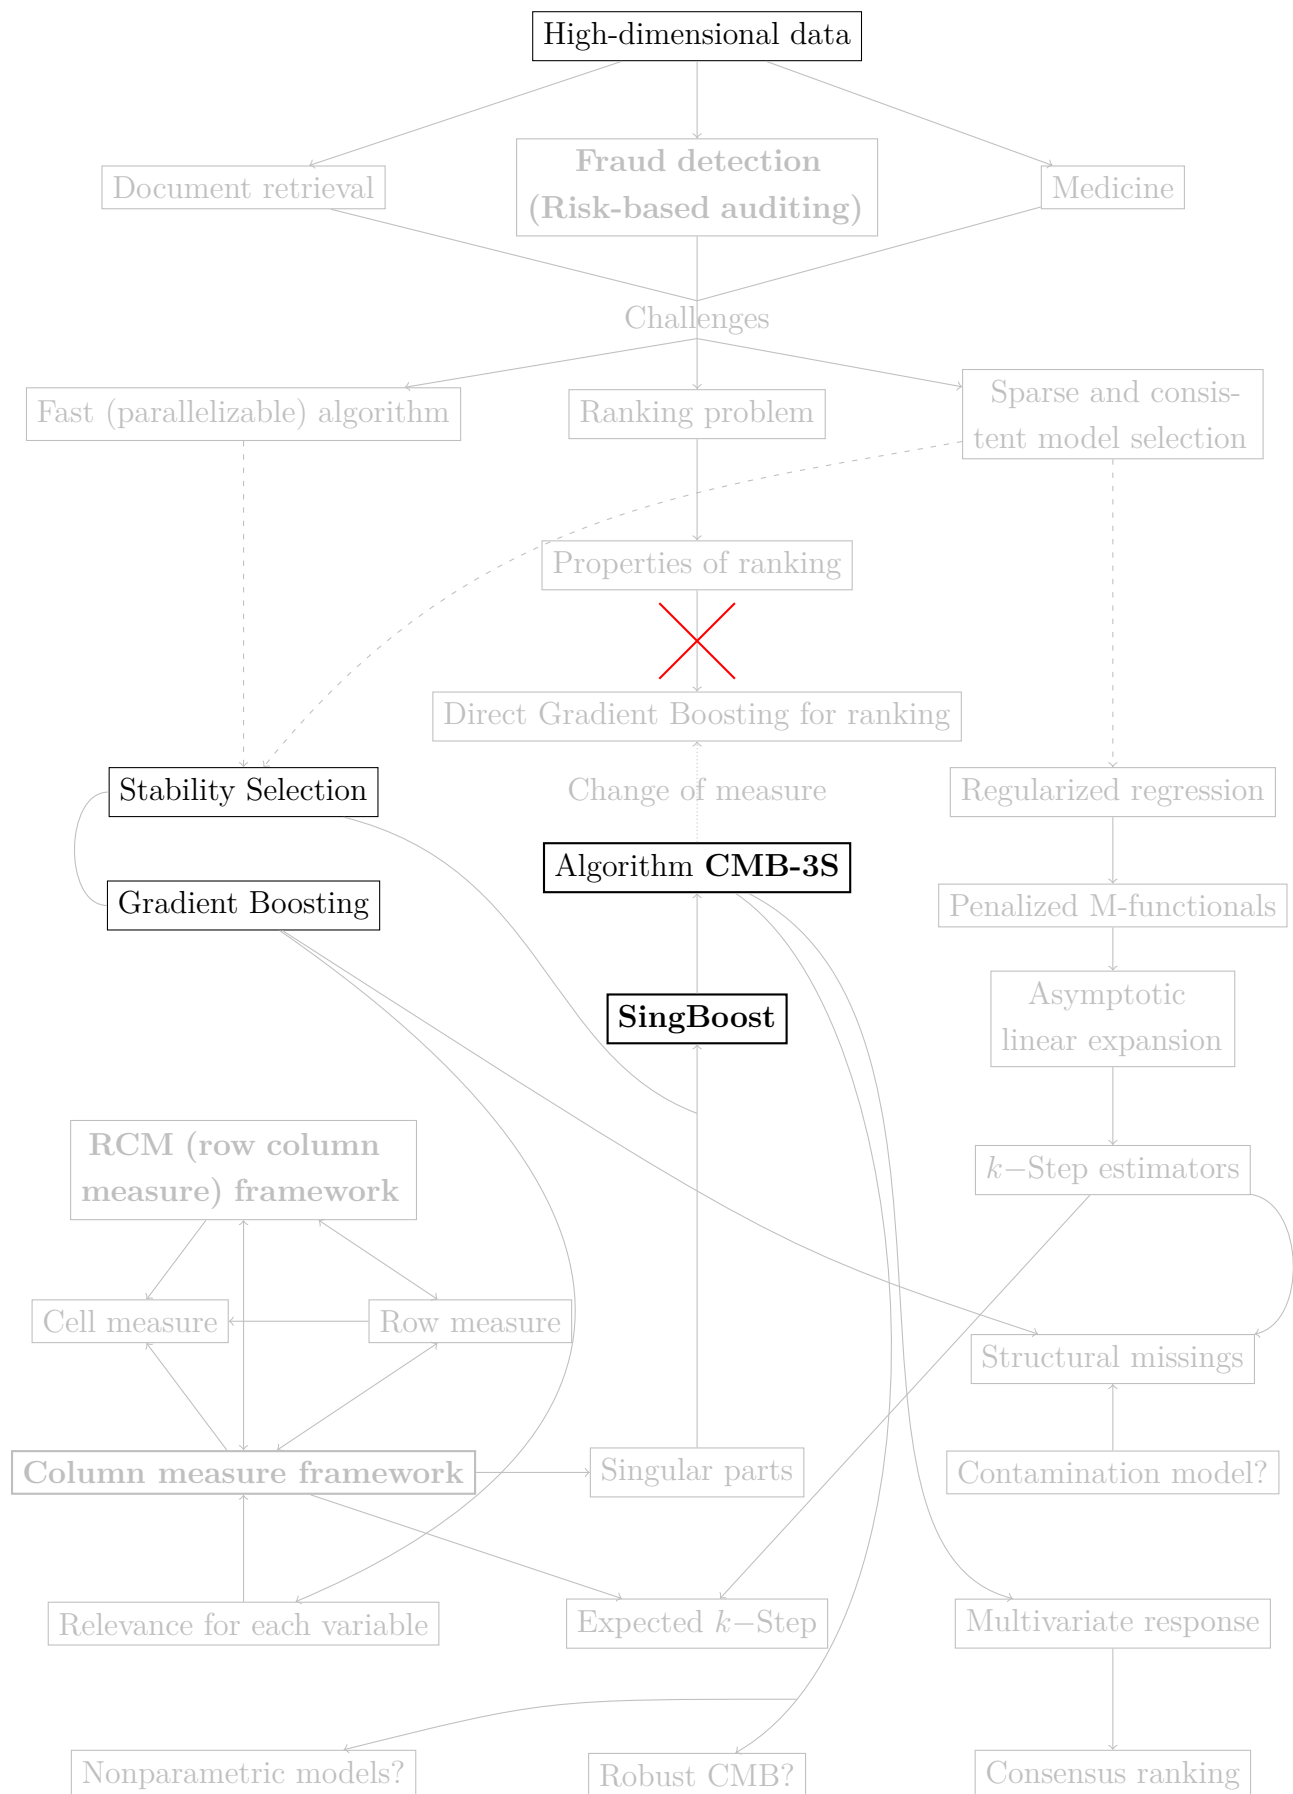 High-dimensional data
Document retrieval
Fraud detection
(Risk-based auditing)
Medicine
Challenges
Fast (parallelizable) algorithm
Ranking problem
Sparse and consis-
tent model selection
Properties of ranking
Direct Gradient Boosting for ranking
Stability Selection
Change of measure
Regularized regression
Algorithm CMB-3S
Gradient Boosting
Penalized M-functionals
SingBoost
Asymptotic
linear expansion
RCM (row column
measure) framework
k−Step estimators
Cell measure
Row measure
Structural missings
Column measure framework
Singular parts
Contamination model?
Relevance for each variable
Expected k−Step
Multivariate response
Nonparametric models?
Robust CMB?
Consensus ranking